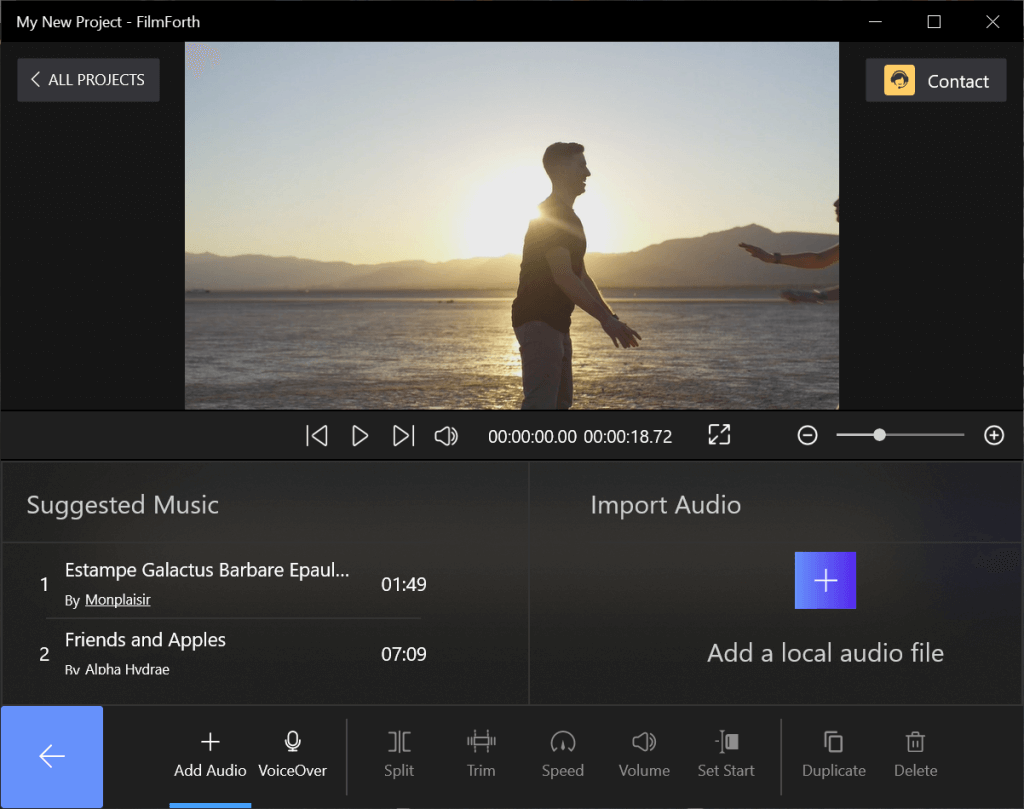 My New Project - FilmForth
ALL PROJECTS
Contact
00:00:00.00 00:00:18.72
Suggested Music
Import Audio
1 Estampe Galactus Barbare Epaul... 01:49
By Monplaisir
2 Friends and Apples 07:09
By Alpha Hydrae
Add a local audio file
Add Audio VoiceOver Split Trim Speed Volume Set Start Duplicate Delete